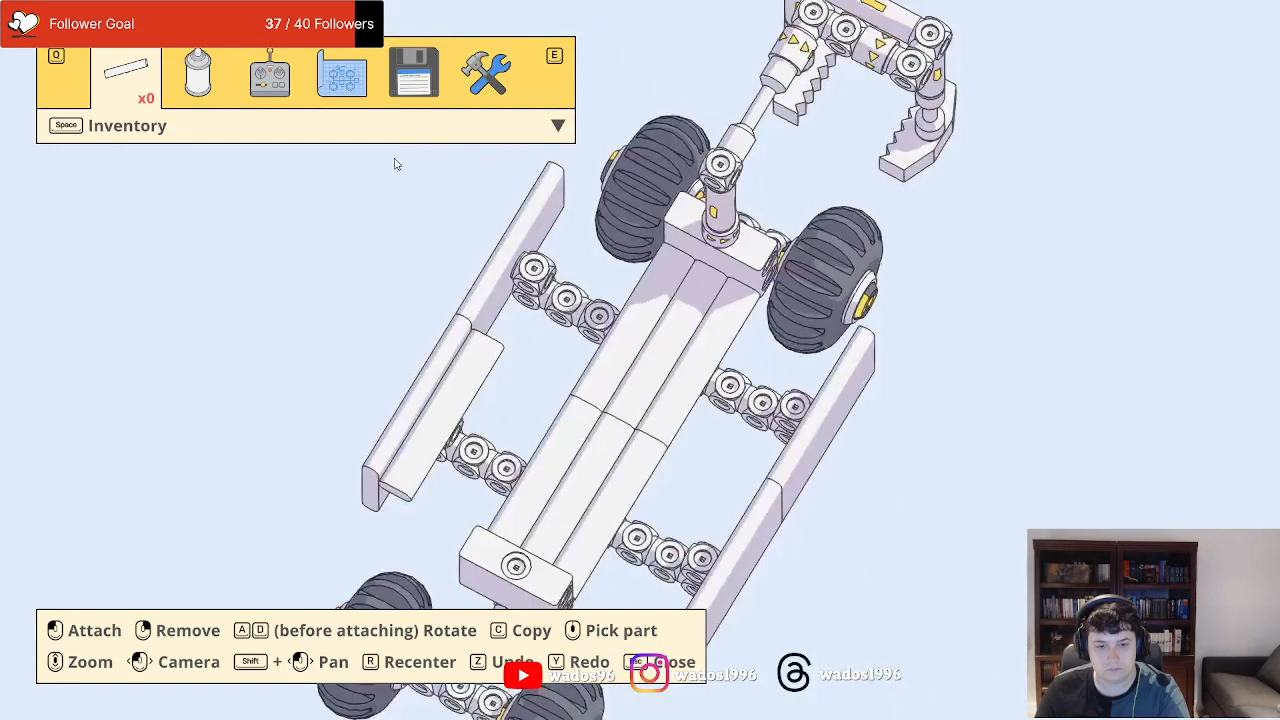 Follower Goal 37 / 40 Followers
Q E
x0
Space Inventory
Attach Remove A D (before attaching) Rotate C Copy Pick part
Zoom Camera Shift + Pan R Recenter Z Undo Y Redo Close
wados96 wados1996 wados1996